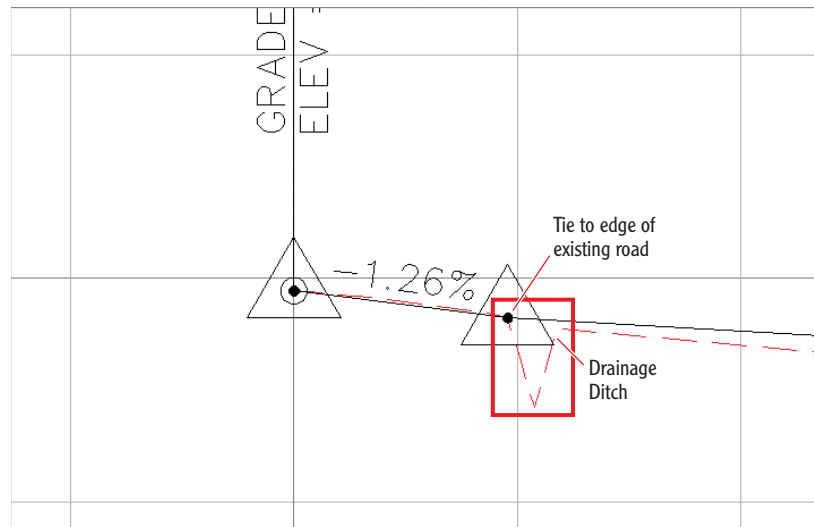 GRADE
ELEV =
-1.26%
Tie to edge of
existing road
Drainage
Ditch